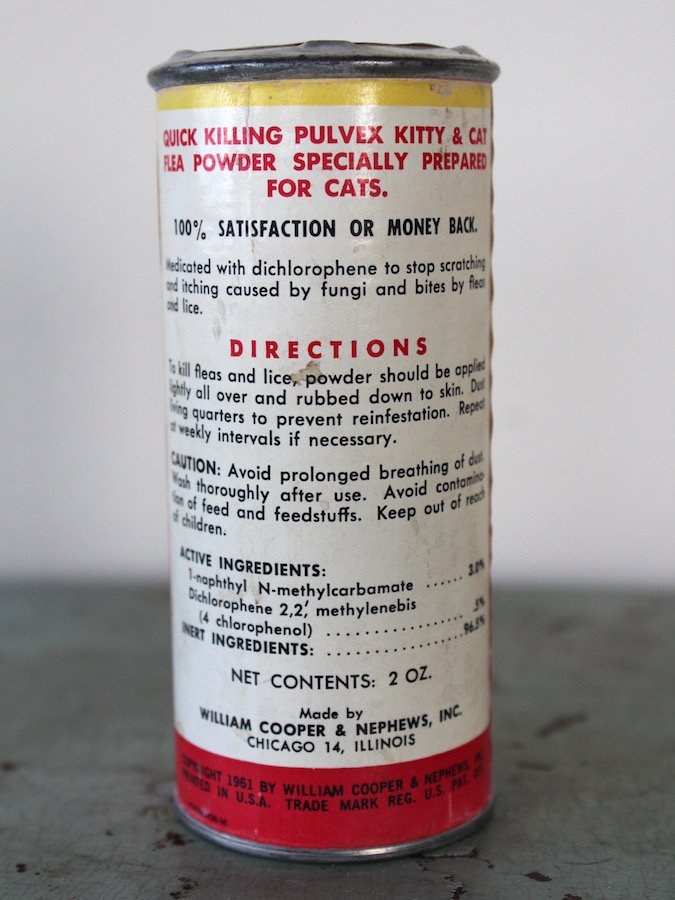 QUICK KILLING PULVEX KITTY & CAT
FLEA POWDER SPECIALLY PREPARED
FOR CATS.
100% SATISFACTION OR MONEY BACK.
Medicated with dichlorophene to stop scratching
and itching caused by fungi and bites by fleas
and lice.
DIRECTIONS
To kill fleas and lice, powder should be applied
lightly all over and rubbed down to skin. Dust
living quarters to prevent reinfestation. Repeat
at weekly intervals if necessary.
CAUTION: Avoid prolonged breathing of dust.
Wash thoroughly after use. Avoid contamina-
tion of feed and feedstuffs. Keep out of reach
of children.
ACTIVE INGREDIENTS:
1-naphthyl N-methylcarbamate ...... 3.0%
Dichlorophene 2,2,' methylenebis
(4 chlorophenol) ................. .5%
INERT INGREDIENTS: ................ 96.5%
NET CONTENTS: 2 OZ.
Made by
WILLIAM COOPER & NEPHEWS, INC.
CHICAGO 14, ILLINOIS
COPYRIGHT 1961 BY WILLIAM COOPER & NEPHEWS, INC.
PRINTED IN U.S.A. TRADE MARK REG. U.S. PAT. OFF.